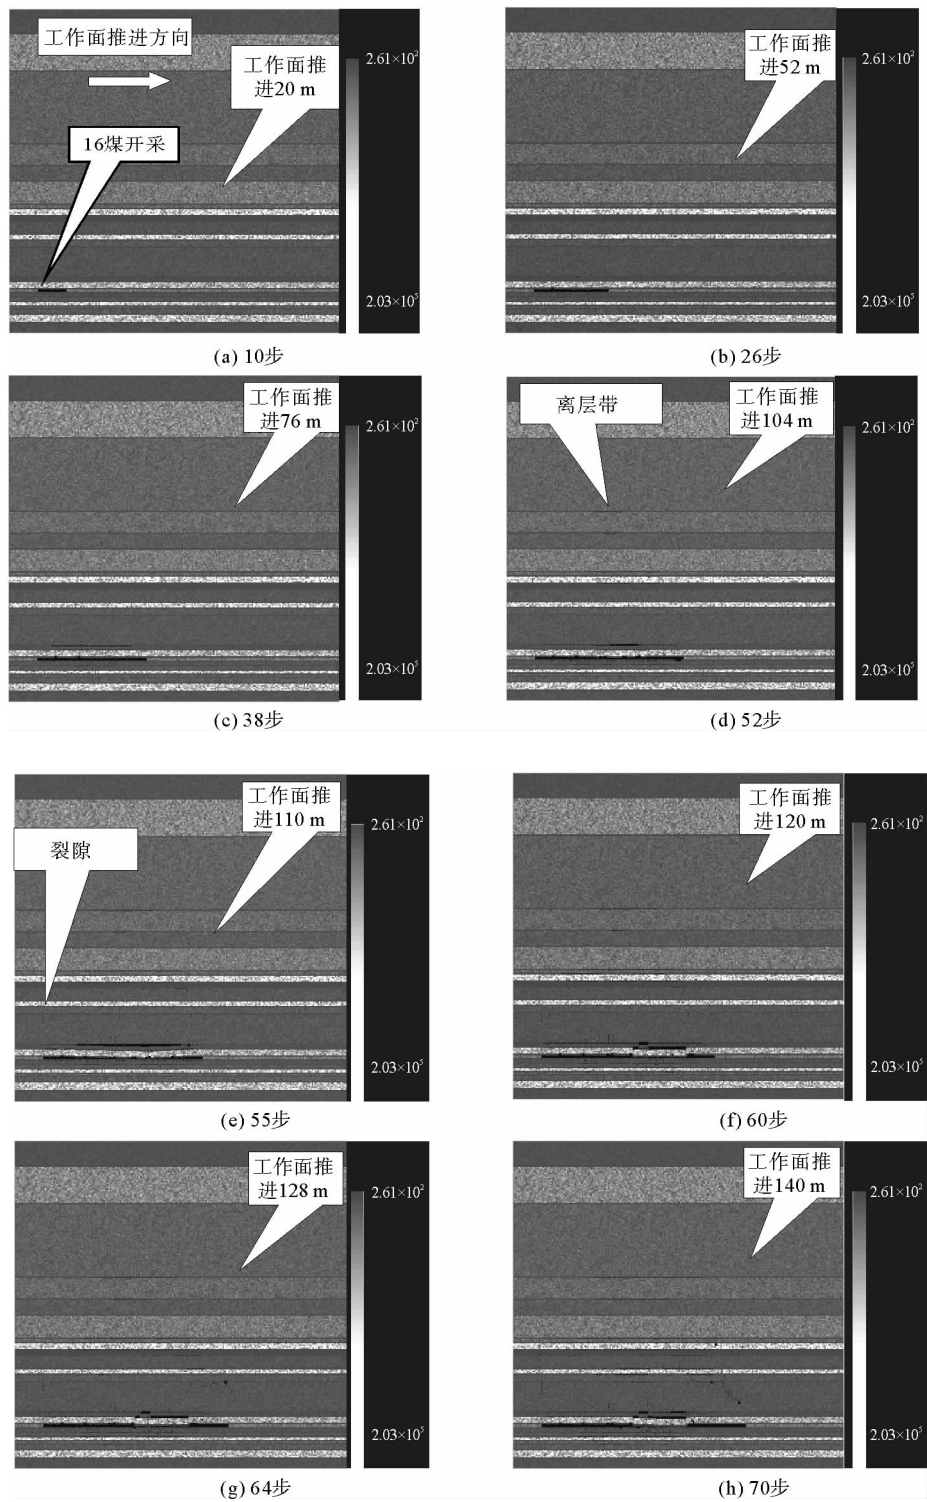 工作面推进方向
工作面推
进20 m
16煤开采
2.61×10²
2.03×10⁵
(a) 10步
工作面推
进52 m
2.61×10²
2.03×10⁵
(b) 26步
工作面推
进76 m
2.61×10²
2.03×10⁵
(c) 38步
离层带
工作面推
进104 m
2.61×10²
2.03×10⁵
(d) 52步
工作面推
进110 m
裂隙
2.61×10²
2.03×10⁵
(e) 55步
工作面推
进120 m
2.61×10²
2.03×10⁵
(f) 60步
工作面推
进128 m
2.61×10²
2.03×10⁵
(g) 64步
工作面推
进140 m
2.61×10²
2.03×10⁵
(h) 70步